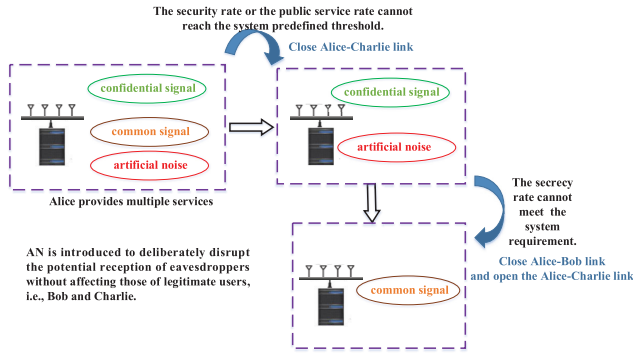 The security rate or the public service rate cannot
reach the system predefined threshold.
Close Alice-Charlie link
confidential signal
common signal
artificial noise
Alice provides multiple services
confidential signal
artificial noise
The secrecy
rate cannot
meet the
system
requirement.
Close Alice-Bob link
and open the Alice-Charlie link
common signal
AN is introduced to deliberately disrupt
the potential reception of eavesdroppers
without affecting those of legitimate users,
i.e., Bob and Charlie.